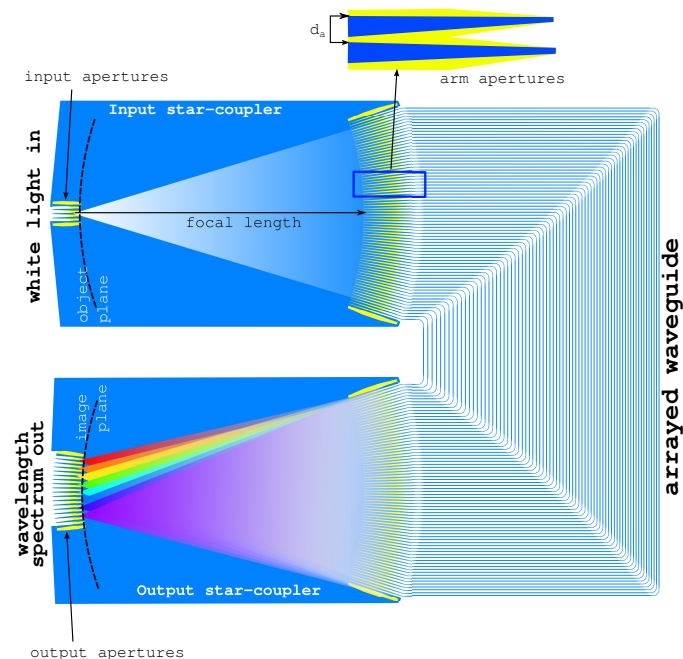 dₐ
input apertures
arm apertures
Input star-coupler
white light in
focal length
object
plane
arrayed waveguide
image
plane
wavelength
spectrum out
Output star-coupler
output apertures